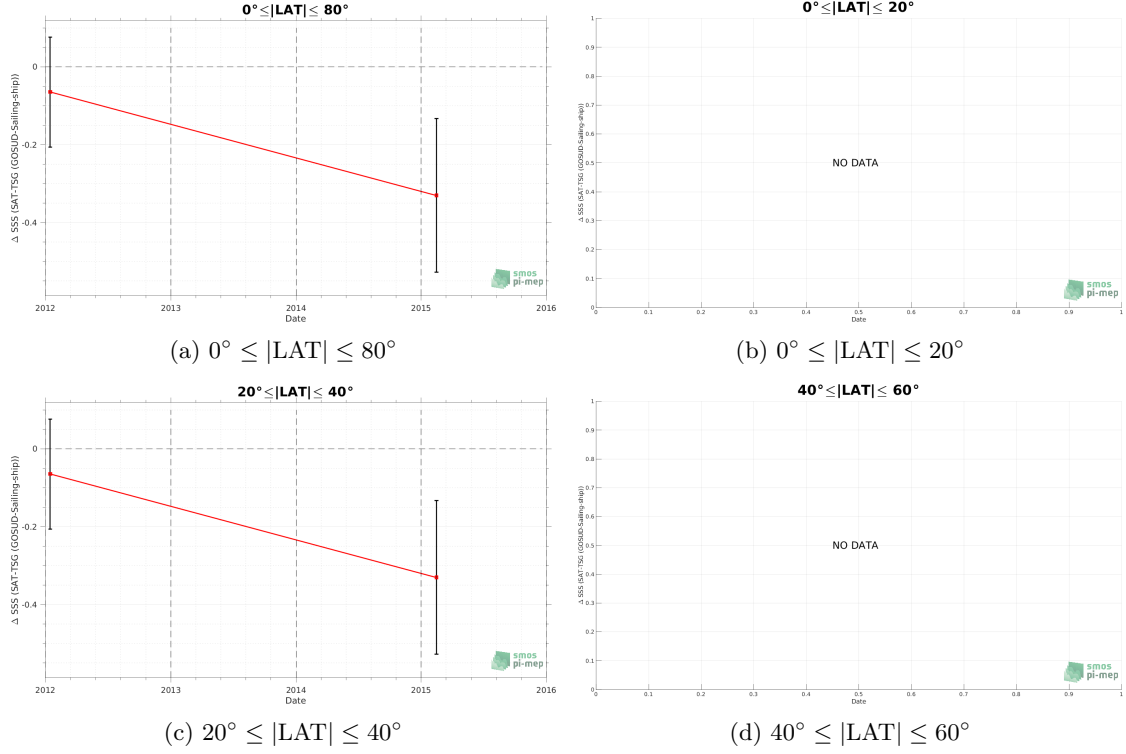 0°≤|LAT|≤ 80°
Δ SSS (SAT-TSG (GOSUD-Sailing-ship))
0
-0.2
-0.4
2012 2013 2014 2015 2016
Date
smos
pi-mep
(a) 0° ≤ |LAT| ≤ 80°
0°≤|LAT|≤ 20°
Δ SSS (SAT-TSG (GOSUD-Sailing-ship))
1
0.9
0.8
0.7
0.6
0.5
0.4
0.3
0.2
0.1
0
NO DATA
0 0.1 0.2 0.3 0.4 0.5 0.6 0.7 0.8 0.9 1
Date
smos
pi-mep
(b) 0° ≤ |LAT| ≤ 20°
20°≤|LAT|≤ 40°
Δ SSS (SAT-TSG (GOSUD-Sailing-ship))
0
-0.2
-0.4
2012 2013 2014 2015 2016
Date
smos
pi-mep
(c) 20° ≤ |LAT| ≤ 40°
40°≤|LAT|≤ 60°
Δ SSS (SAT-TSG (GOSUD-Sailing-ship))
1
0.9
0.8
0.7
0.6
0.5
0.4
0.3
0.2
0.1
0
NO DATA
0 0.1 0.2 0.3 0.4 0.5 0.6 0.7 0.8 0.9 1
Date
smos
pi-mep
(d) 40° ≤ |LAT| ≤ 60°